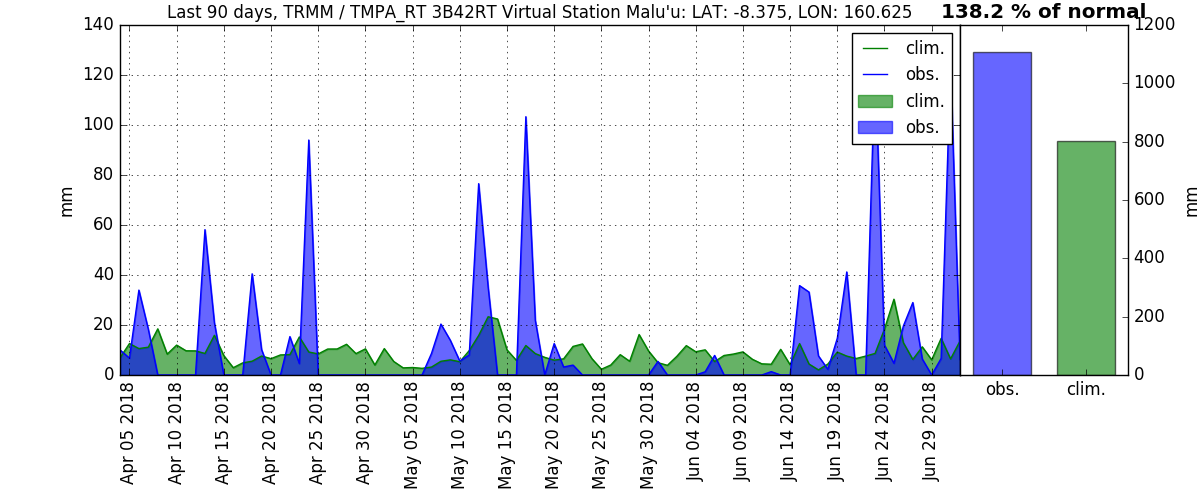 Last 90 days, TRMM / TMPA_RT 3B42RT Virtual Station Malu'u: LAT: -8.375, LON: 160.625
138.2 % of normal
140
120
100
80
60
40
20
0
mm
clim.
obs.
clim.
obs.
1200
1000
800
600
400
200
0
mm
Apr 05 2018
Apr 10 2018
Apr 15 2018
Apr 20 2018
Apr 25 2018
Apr 30 2018
May 05 2018
May 10 2018
May 15 2018
May 20 2018
May 25 2018
May 30 2018
Jun 04 2018
Jun 09 2018
Jun 14 2018
Jun 19 2018
Jun 24 2018
Jun 29 2018
obs.
clim.